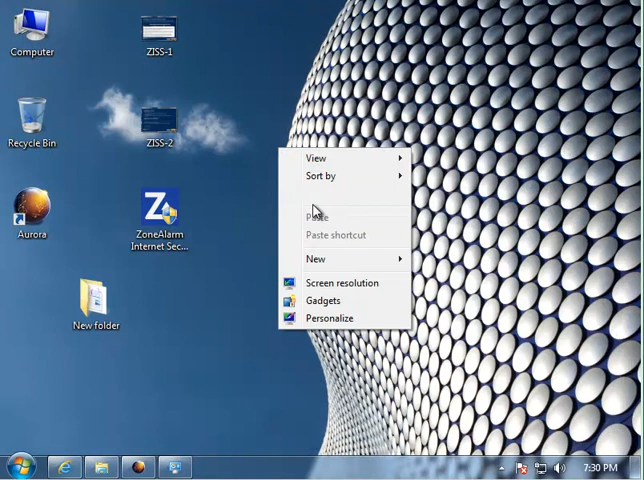 Computer
ZISS-1
Recycle Bin
ZISS-2
Aurora
ZoneAlarm
Internet Sec...
New folder
View
Sort by
Paste
Paste shortcut
New
Screen resolution
Gadgets
Personalize
7:30 PM